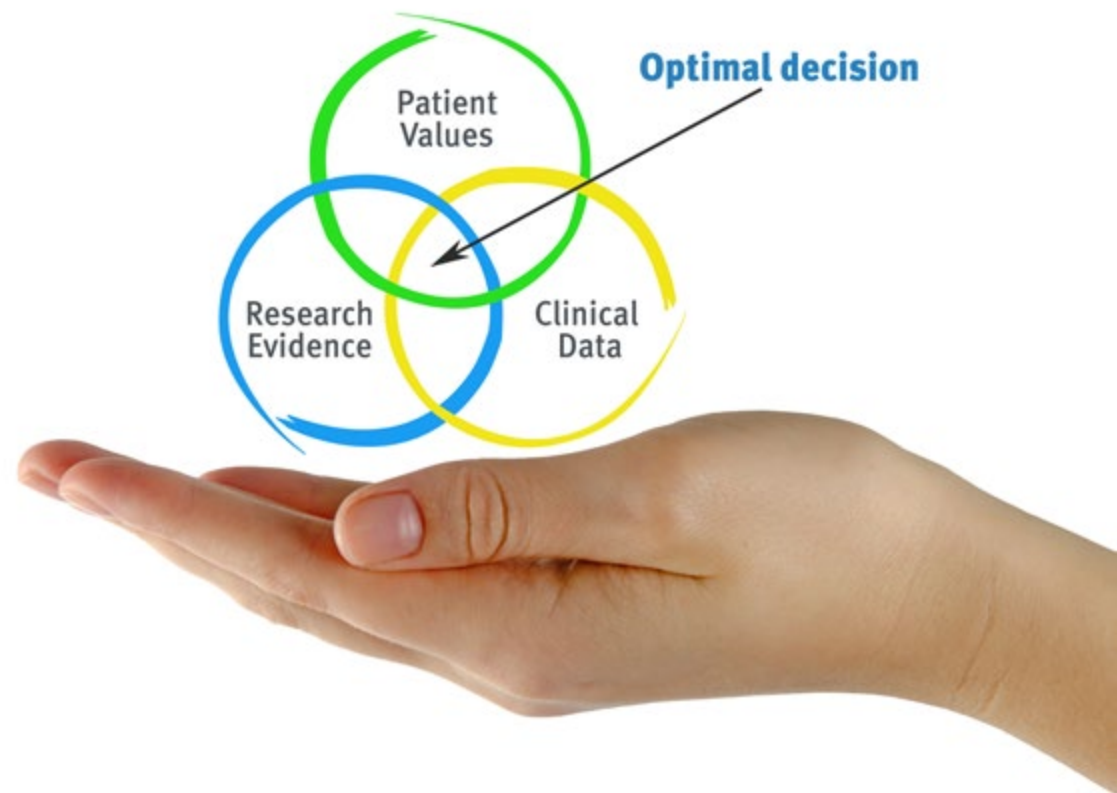 Optimal decision
Patient
Values
Research
Evidence
Clinical
Data